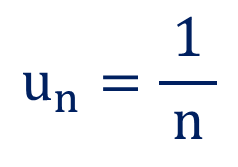 uₙ = 1/n